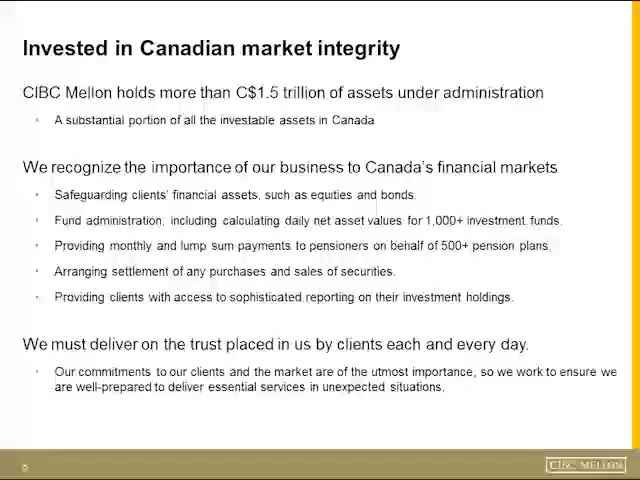 Invested in Canadian market integrity
CIBC Mellon holds more than C$1.5 trillion of assets under administration
A substantial portion of all the investable assets in Canada
We recognize the importance of our business to Canada's financial markets
Safeguarding clients' financial assets, such as equities and bonds.
Fund administration, including calculating daily net asset values for 1,000+ investment funds.
Providing monthly and lump sum payments to pensioners on behalf of 500+ pension plans.
Arranging settlement of any purchases and sales of securities.
Providing clients with access to sophisticated reporting on their investment holdings.
We must deliver on the trust placed in us by clients each and every day.
Our commitments to our clients and the market are of the utmost importance, so we work to ensure we
are well-prepared to deliver essential services in unexpected situations.
CIBC MELLON